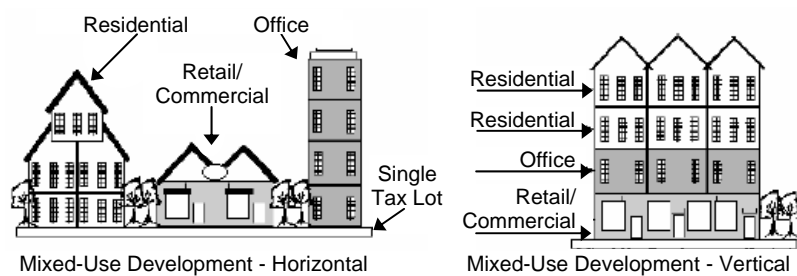 Residential
Office
Retail/
Commercial
Single
Tax Lot
Mixed-Use Development - Horizontal
Residential
Residential
Office
Retail/
Commercial
Mixed-Use Development - Vertical